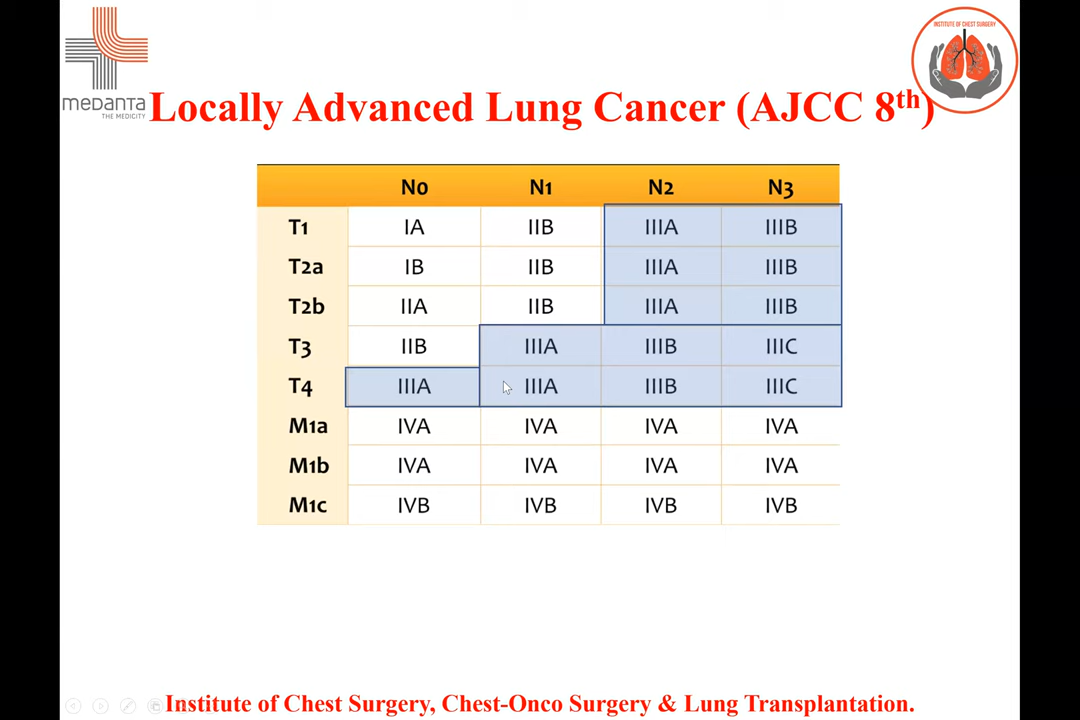 INSTITUTE OF CHEST SURGERY
medanta
THE MEDICITY
Locally Advanced Lung Cancer (AJCC 8th)
N0 N1 N2 N3
T1 IA IIB IIIA IIIB
T2a IB IIB IIIA IIIB
T2b IIA IIB IIIA IIIB
T3 IIB IIIA IIIB IIIC
T4 IIIA IIIA IIIB IIIC
M1a IVA IVA IVA IVA
M1b IVA IVA IVA IVA
M1c IVB IVB IVB IVB
Institute of Chest Surgery, Chest-Onco Surgery & Lung Transplantation.